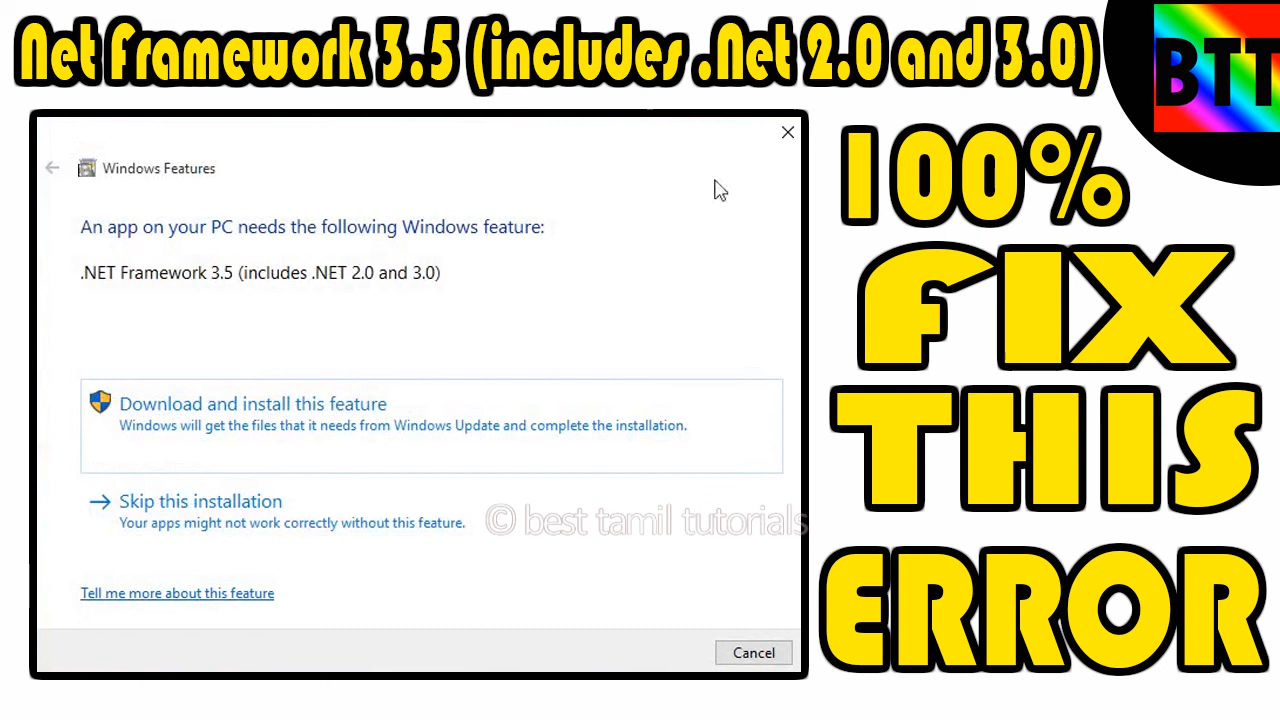 Net Framework 3.5 (includes .Net 2.0 and 3.0)
BTT
Windows Features
An app on your PC needs the following Windows feature:
.NET Framework 3.5 (includes .NET 2.0 and 3.0)
Download and install this feature
Windows will get the files that it needs from Windows Update and complete the installation.
Skip this installation
Your apps might not work correctly without this feature.
© best tamil tutorials
Tell me more about this feature
Cancel
100%
FIX
THIS
ERROR